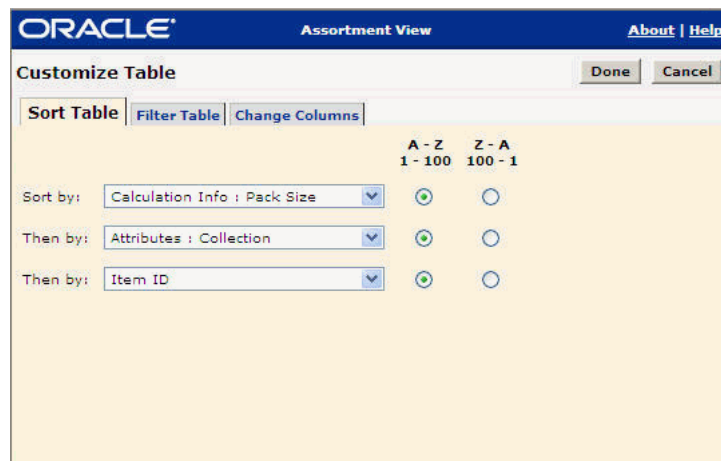 ORACLE Assortment View About | Help
Customize Table Done Cancel
Sort Table Filter Table Change Columns
A - Z Z - A
1 - 100 100 - 1
Sort by: Calculation Info : Pack Size
Then by: Attributes : Collection
Then by: Item ID